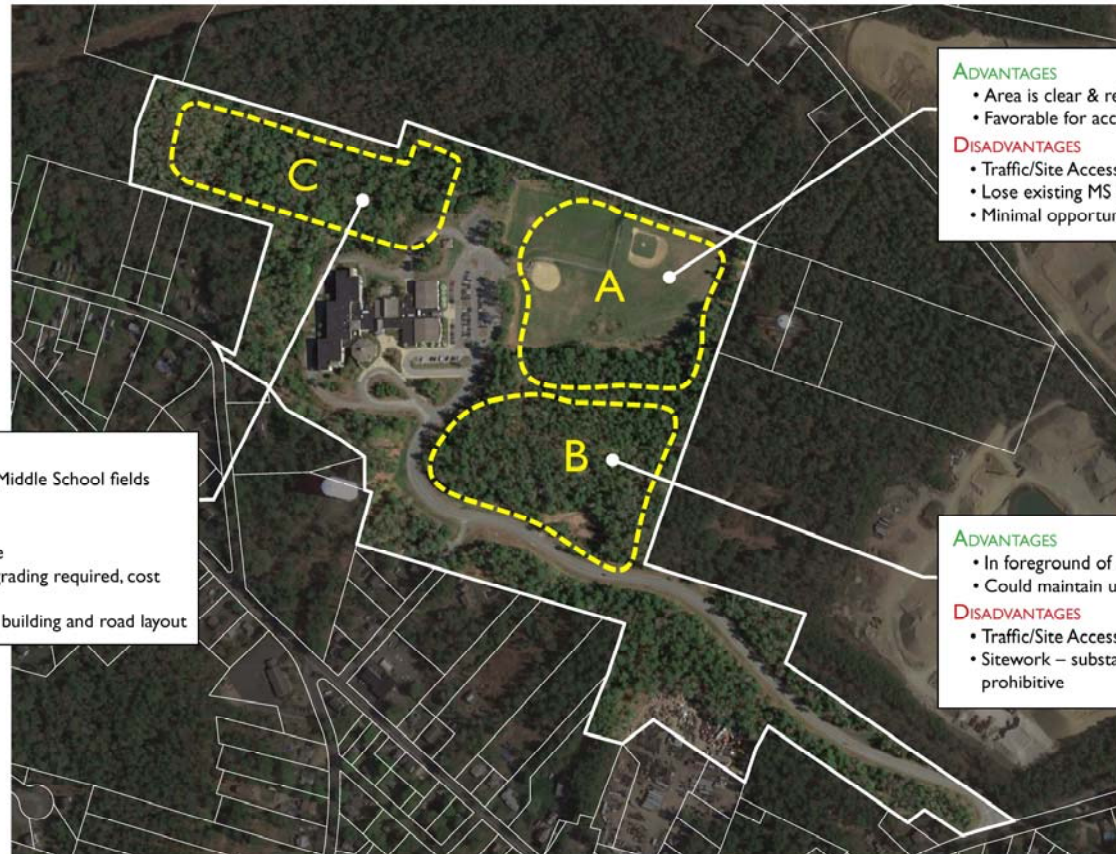 C
A
B
ADVANTAGES
• Area is clear & re
• Favorable for acc
DISADVANTAGES
• Traffic/Site Access
• Lose existing MS
• Minimal opportun
Middle School fields
e
grading required, cost
building and road layout
ADVANTAGES
• In foreground of
• Could maintain u
DISADVANTAGES
• Traffic/Site Access
• Sitework – substa
prohibitive